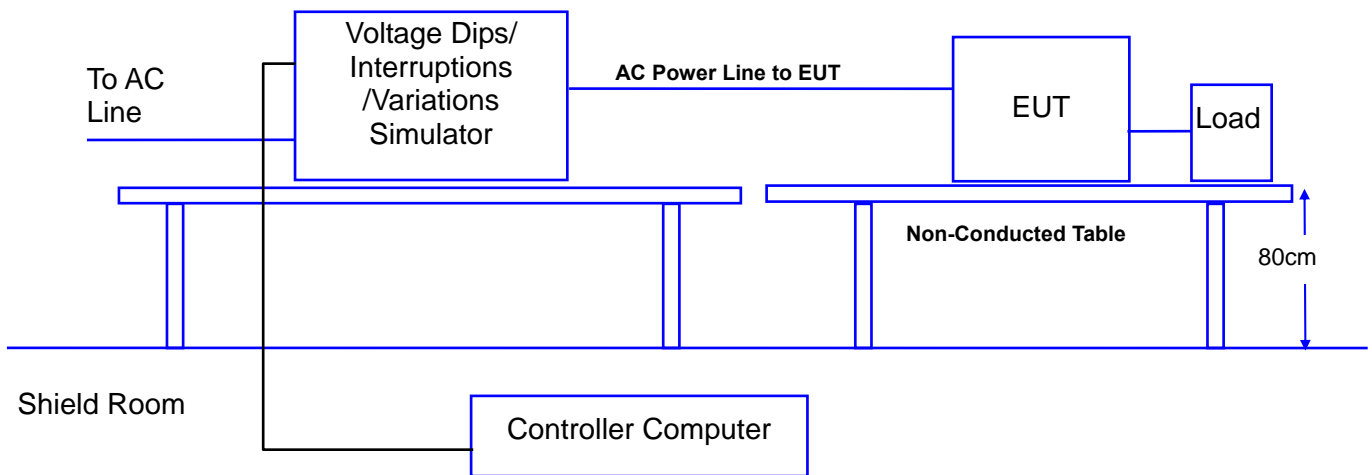 To AC
Line
Voltage Dips/
Interruptions
/Variations
Simulator
AC Power Line to EUT
EUT
Load
Non-Conducted Table
80cm
Shield Room
Controller Computer